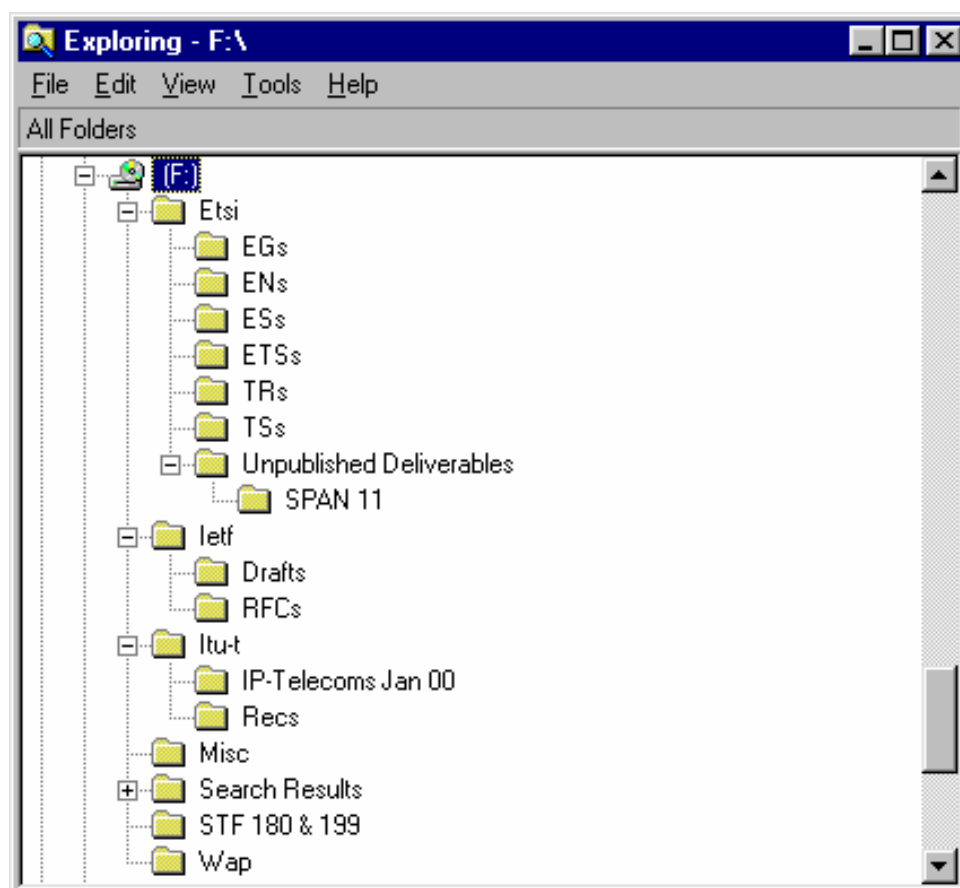 Exploring - F:\
File Edit View Tools Help
All Folders
(F:)
Etsi
EGs
ENs
ESs
ETSs
TRs
TSs
Unpublished Deliverables
SPAN 11
Ietf
Drafts
RFCs
Itu-t
IP-Telecoms Jan 00
Recs
Misc
Search Results
STF 180 & 199
Wap